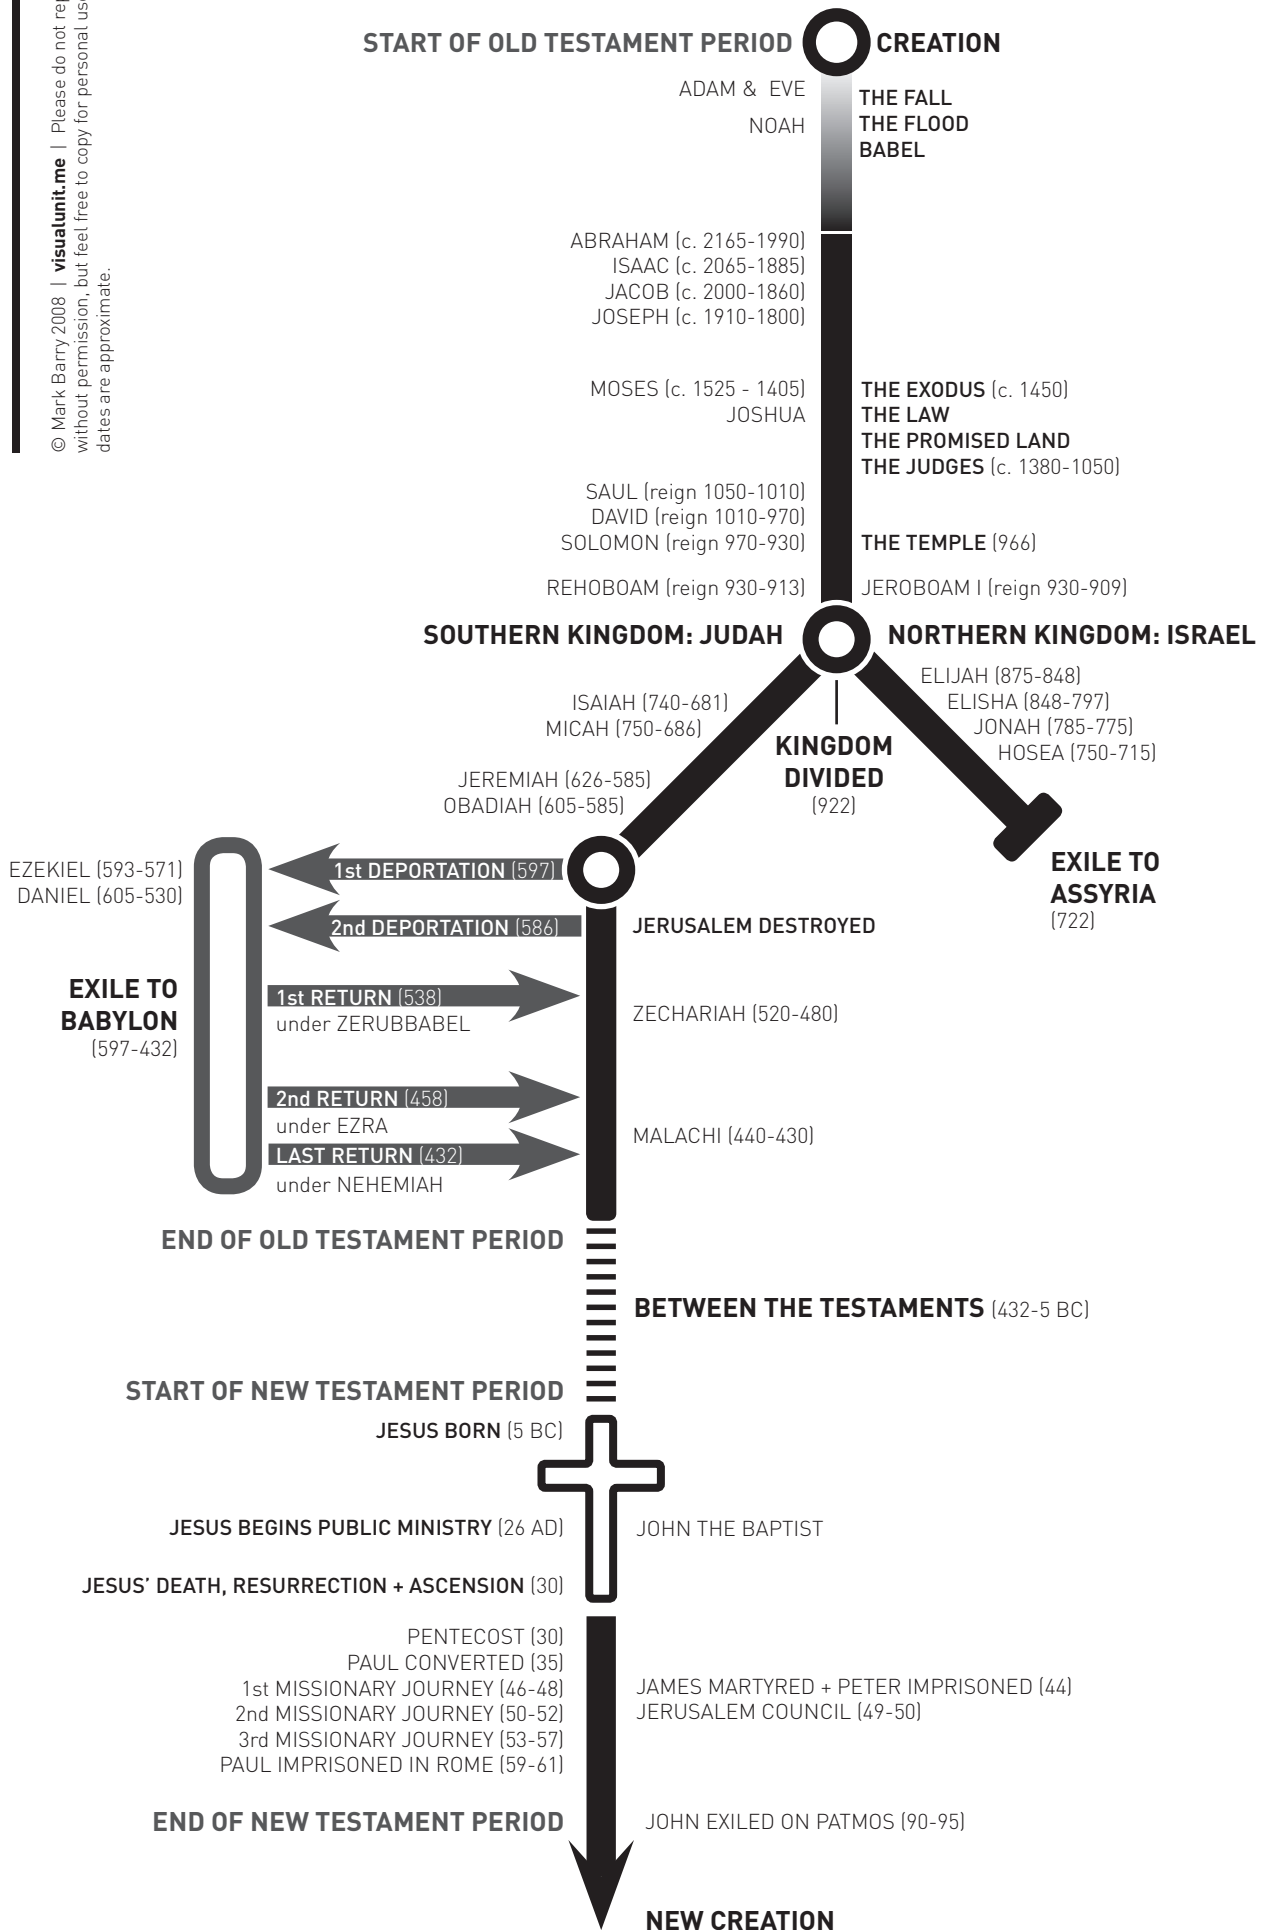 © Mark Barry 2008 | visualunit.me | Please do not
without permission, but feel free to copy for personal
dates are approximate.
START OF OLD TESTAMENT PERIOD
CREATION
ADAM & EVE
NOAH
THE FALL
THE FLOOD
BABEL
ABRAHAM (c. 2165-1990)
ISAAC (c. 2065-1885)
JACOB (c. 2000-1860)
JOSEPH (c. 1910-1800)
MOSES (c. 1525 - 1405)
JOSHUA
THE EXODUS (c. 1450)
THE LAW
THE PROMISED LAND
THE JUDGES (c. 1380-1050)
SAUL (reign 1050-1010)
DAVID (reign 1010-970)
SOLOMON (reign 970-930)
THE TEMPLE (966)
REHOBOAM (reign 930-913)
JEROBOAM I (reign 930-909)
SOUTHERN KINGDOM: JUDAH
NORTHERN KINGDOM: ISRAEL
ISAIAH (740-681)
MICAH (750-686)
JEREMIAH (626-585)
OBADIAH (605-585)
KINGDOM
DIVIDED
(922)
ELIJAH (875-848)
ELISHA (848-797)
JONAH (785-775)
HOSEA (750-715)
EXILE TO
ASSYRIA
(722)
EZEKIEL (593-571)
DANIEL (605-530)
1st DEPORTATION (597)
2nd DEPORTATION (586)
JERUSALEM DESTROYED
EXILE TO
BABYLON
(597-432)
1st RETURN (538)
under ZERUBBABEL
ZECHARIAH (520-480)
2nd RETURN (458)
under EZRA
MALACHI (440-430)
LAST RETURN (432)
under NEHEMIAH
END OF OLD TESTAMENT PERIOD
BETWEEN THE TESTAMENTS (432-5 BC)
START OF NEW TESTAMENT PERIOD
JESUS BORN (5 BC)
JESUS BEGINS PUBLIC MINISTRY (26 AD)
JOHN THE BAPTIST
JESUS' DEATH, RESURRECTION + ASCENSION (30)
PENTECOST (30)
PAUL CONVERTED (35)
1st MISSIONARY JOURNEY (46-48)
2nd MISSIONARY JOURNEY (50-52)
3rd MISSIONARY JOURNEY (53-57)
PAUL IMPRISONED IN ROME (59-61)
JAMES MARTYRED + PETER IMPRISONED (44)
JERUSALEM COUNCIL (49-50)
END OF NEW TESTAMENT PERIOD
JOHN EXILED ON PATMOS (90-95)
NEW CREATION